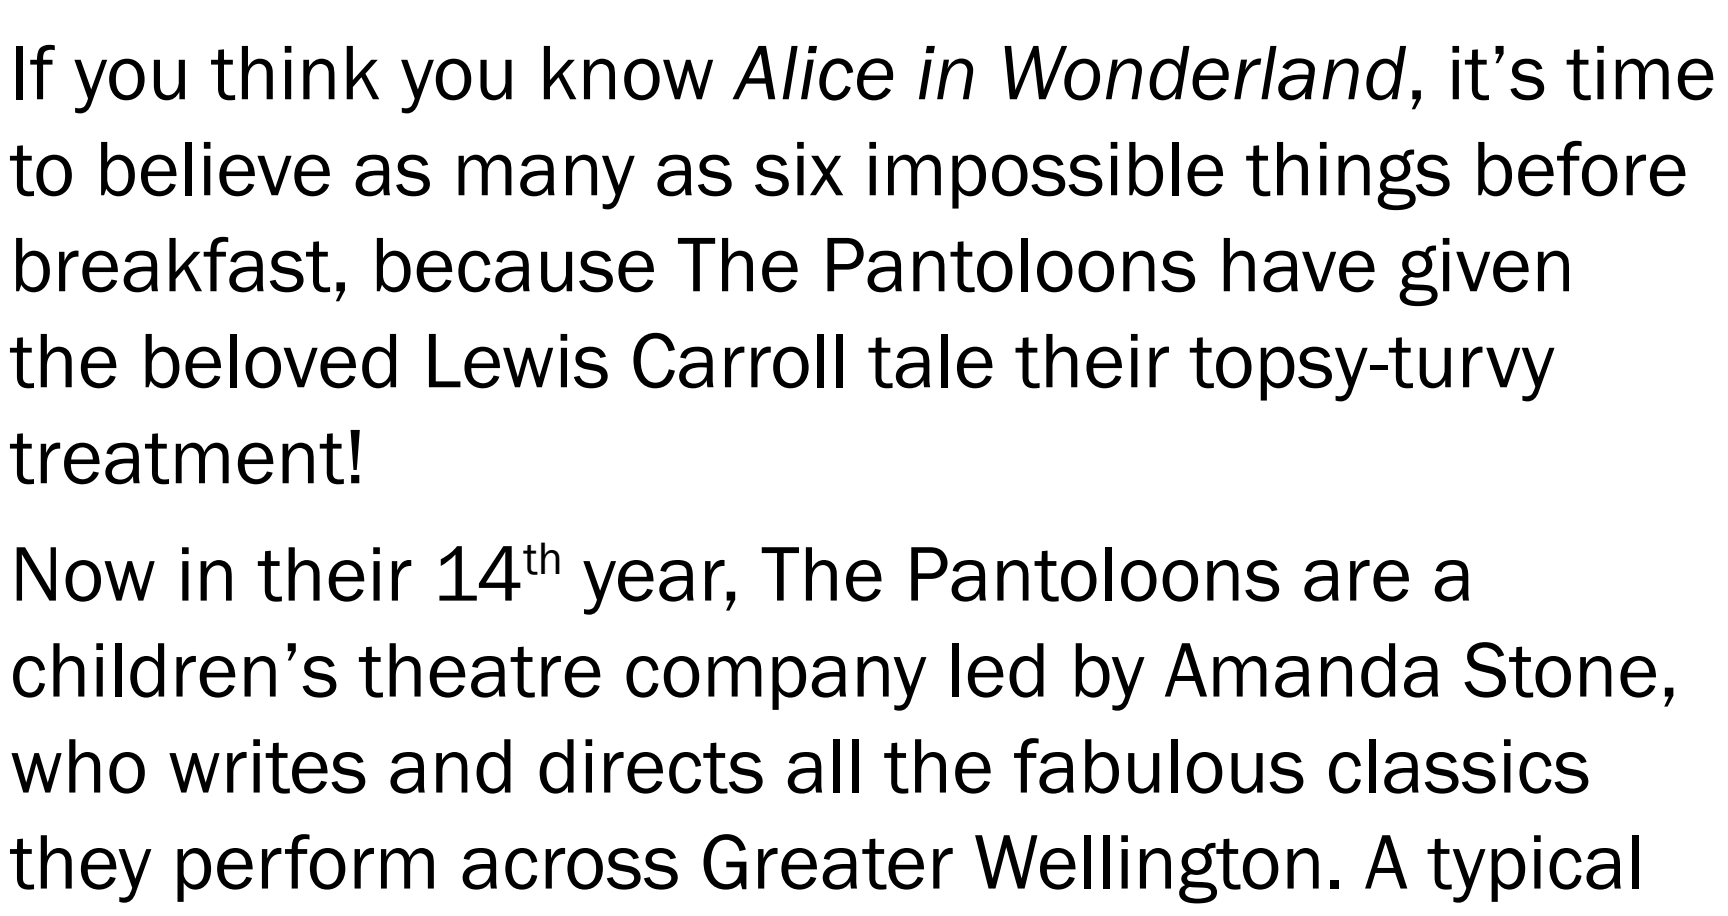 If you think you know Alice in Wonderland, it’s time
to believe as many as six impossible things before
breakfast, because The Pantoloons have given
the beloved Lewis Carroll tale their topsy-turvy
treatment!
Now in their 14th year, The Pantoloons are a
children’s theatre company led by Amanda Stone,
who writes and directs all the fabulous classics
they perform across Greater Wellington. A typical